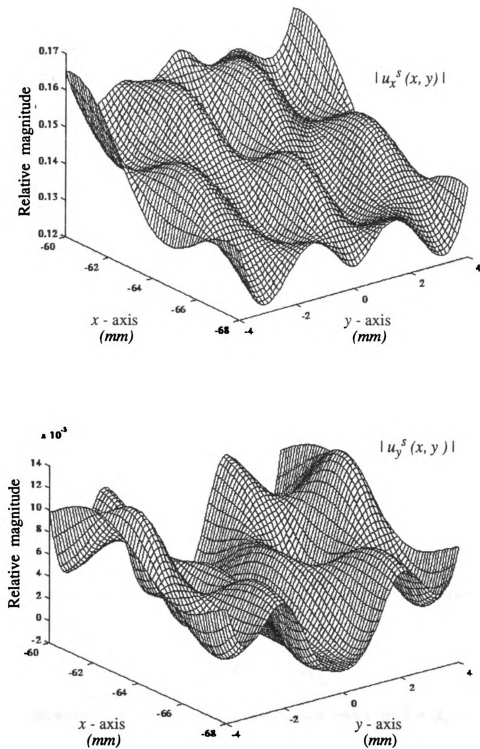 0.17
|uₓˢ(x, y)|
0.16
0.15
0.14
0.13
0.12
Relative magnitude
-60
-62
-64
-66
-68
-4
-2
0
2
4
x - axis
(mm)
y - axis
(mm)
x 10⁻³
|u_yˢ(x, y)|
14
12
10
8
6
4
2
0
-2
Relative magnitude
-60
-62
-64
-66
-68
-4
-2
0
2
4
x - axis
(mm)
y - axis
(mm)